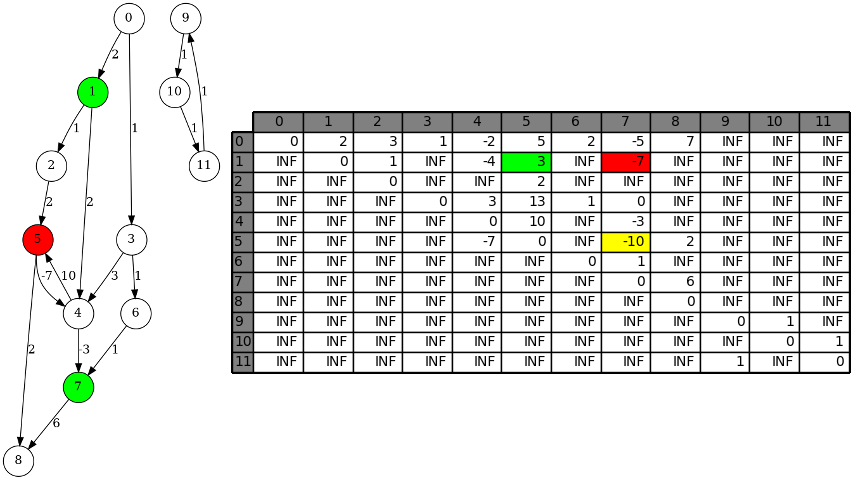 0
9
2
1
1
10
1
1
1
1
2
11
2
2
5
3
-7
10
3
1
4
6
2
-3
1
7
6
8
0 1 2 3 4 5 6 7 8 9 10 11
0 0 2 3 1 -2 5 2 -5 7 INF INF INF
1 INF 0 1 INF -4 3 INF -7 INF INF INF INF
2 INF INF 0 INF INF 2 INF INF INF INF INF INF
3 INF INF INF 0 3 13 1 0 INF INF INF INF
4 INF INF INF INF 0 10 INF -3 INF INF INF INF
5 INF INF INF INF -7 0 INF -10 2 INF INF INF
6 INF INF INF INF INF INF 0 1 INF INF INF INF
7 INF INF INF INF INF INF INF 0 6 INF INF INF
8 INF INF INF INF INF INF INF INF 0 INF INF INF
9 INF INF INF INF INF INF INF INF INF 0 1 INF
10 INF INF INF INF INF INF INF INF INF INF 0 1
11 INF INF INF INF INF INF INF INF INF 1 INF 0